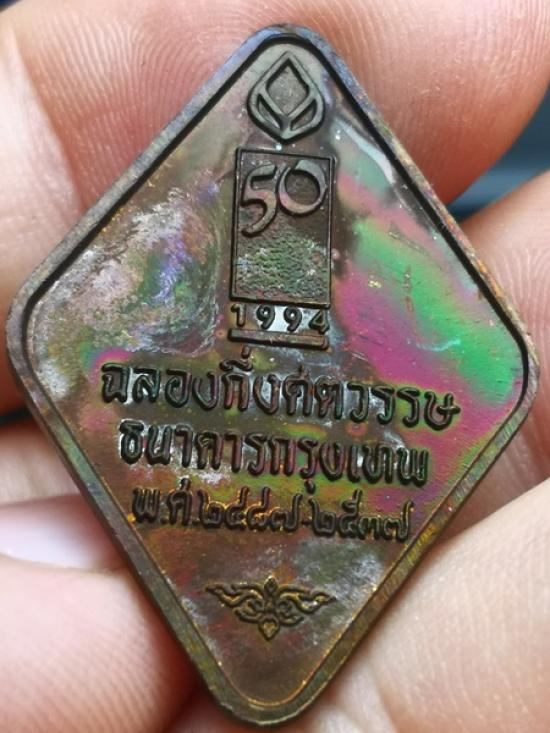 50
1994
ฉลองกึ่งศตวรรษ
ธนาคารกรุงเทพ
พ.ศ.๒๔๘๗-๒๕๓๗